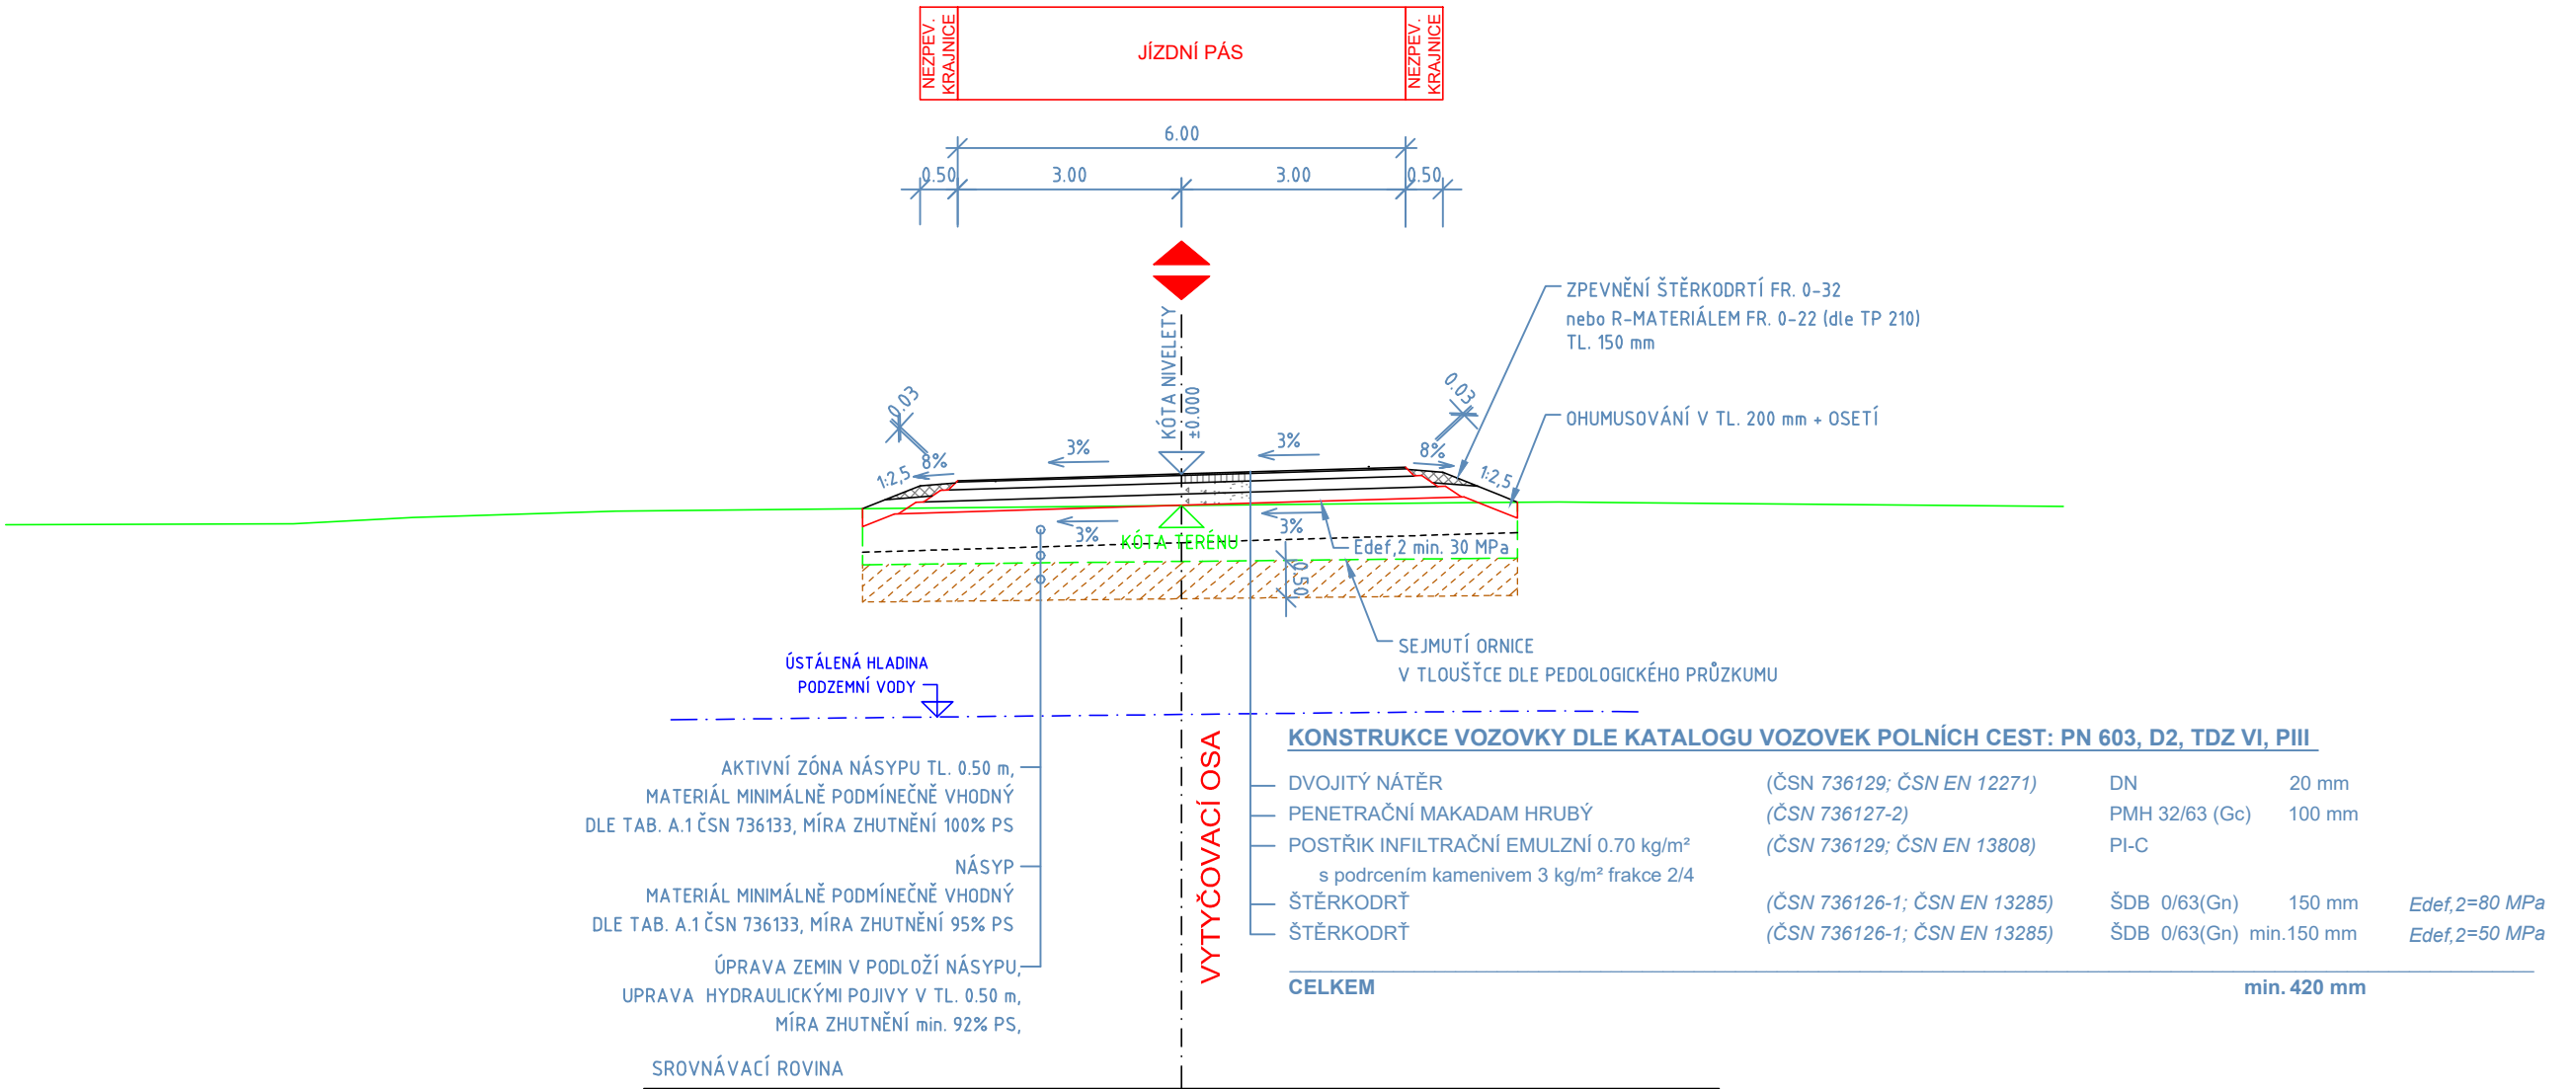 NEZPEV.
KRAJNICE
JÍZDNÍ PÁS
NEZPEV.
KRAJNICE
6.00
0.50
3.00
3.00
0.50
KÓTA NIVELETY
±0.000
ZPEVNĚNÍ ŠTĚRKODRTÍ FR. 0-32
nebo R-MATERIÁLEM FR. 0-22 (dle TP 210)
TL. 150 mm
OHUMUSOVÁNÍ V TL. 200 mm + OSETÍ
0.03
0.03
1:2,5
8%
3%
3%
8%
1:2,5
3%
3%
KÓTA TERÉNU
Edef,2 min. 30 MPa
0.50
SEJMUTÍ ORNICE
V TLOUŠŤCE DLE PEDOLOGICKÉHO PRŮZKUMU
ÚSTÁLENÁ HLADINA
PODZEMNÍ VODY
AKTIVNÍ ZÓNA NÁSYPU TL. 0.50 m,
MATERIÁL MINIMÁLNĚ PODMÍNEČNĚ VHODNÝ
DLE TAB. A.1 ČSN 736133, MÍRA ZHUTNĚNÍ 100% PS
NÁSYP
MATERIÁL MINIMÁLNĚ PODMÍNEČNĚ VHODNÝ
DLE TAB. A.1 ČSN 736133, MÍRA ZHUTNĚNÍ 95% PS
ÚPRAVA ZEMIN V PODLOŽÍ NÁSYPU,
UPRAVA HYDRAULICKÝMI POJIVY V TL. 0.50 m,
MÍRA ZHUTNĚNÍ min. 92% PS,
VYTYČOVACÍ OSA
KONSTRUKCE VOZOVKY DLE KATALOGU VOZOVEK POLNÍCH CEST: PN 603, D2, TDZ VI, PIII
DVOJITÝ NÁTĚR (ČSN 736129; ČSN EN 12271) DN 20 mm
PENETRAČNÍ MAKADAM HRUBÝ (ČSN 736127-2) PMH 32/63 (Gc) 100 mm
POSTŘIK INFILTRAČNÍ EMULZNÍ 0.70 kg/m² (ČSN 736129; ČSN EN 13808) PI-C
s podrcením kamenivem 3 kg/m² frakce 2/4
ŠTĚRKODRŤ (ČSN 736126-1; ČSN EN 13285) ŠDB 0/63(Gn) 150 mm Edef,2=80 MPa
ŠTĚRKODRŤ (ČSN 736126-1; ČSN EN 13285) ŠDB 0/63(Gn) min.150 mm Edef,2=50 MPa
CELKEM min. 420 mm
SROVNÁVACÍ ROVINA